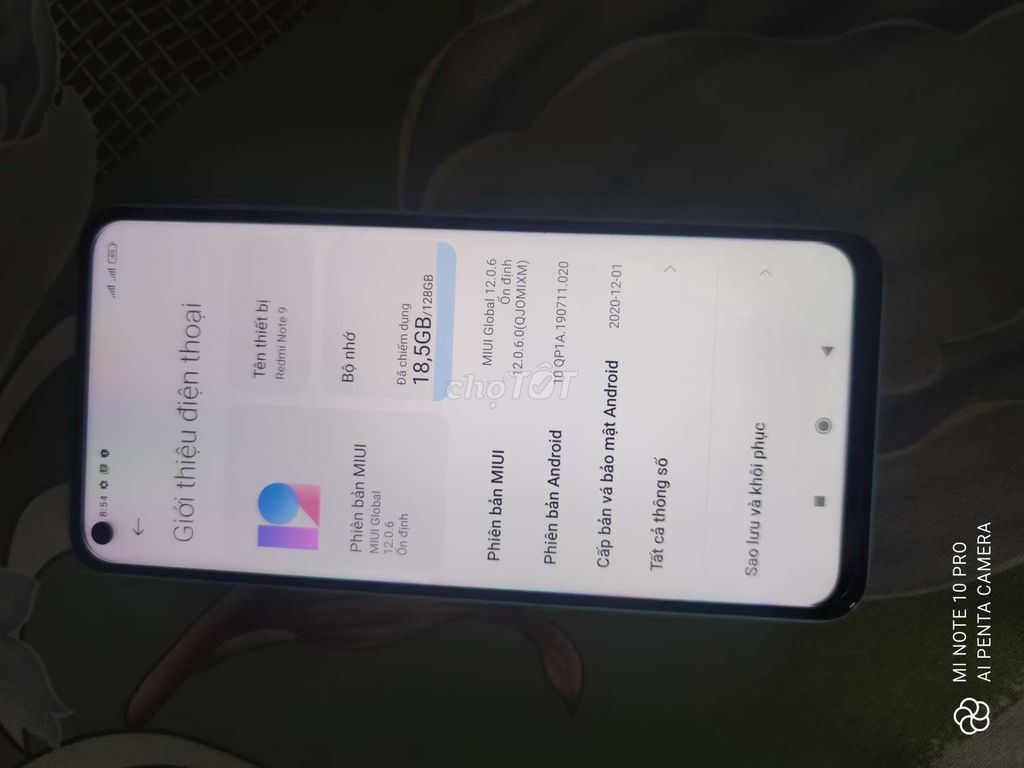 8:54
Giới thiệu điện thoại
Phiên bản MIUI
MIUI Global
12.0.6
Ổn định
Tên thiết bị
Redmi Note 9
Bộ nhớ
Đã chiếm dụng
18,5GB/128GB
Phiên bản MIUI
MIUI Global 12.0.6
Ổn định
12.0.6.0(QJOMIXM)
Phiên bản Android
10 QP1A.190711.020
Cấp bản vá bảo mật Android
2020-12-01
Tất cả thông số
Sao lưu và khôi phục
chợTỐT
MI NOTE 10 PRO
AI PENTA CAMERA